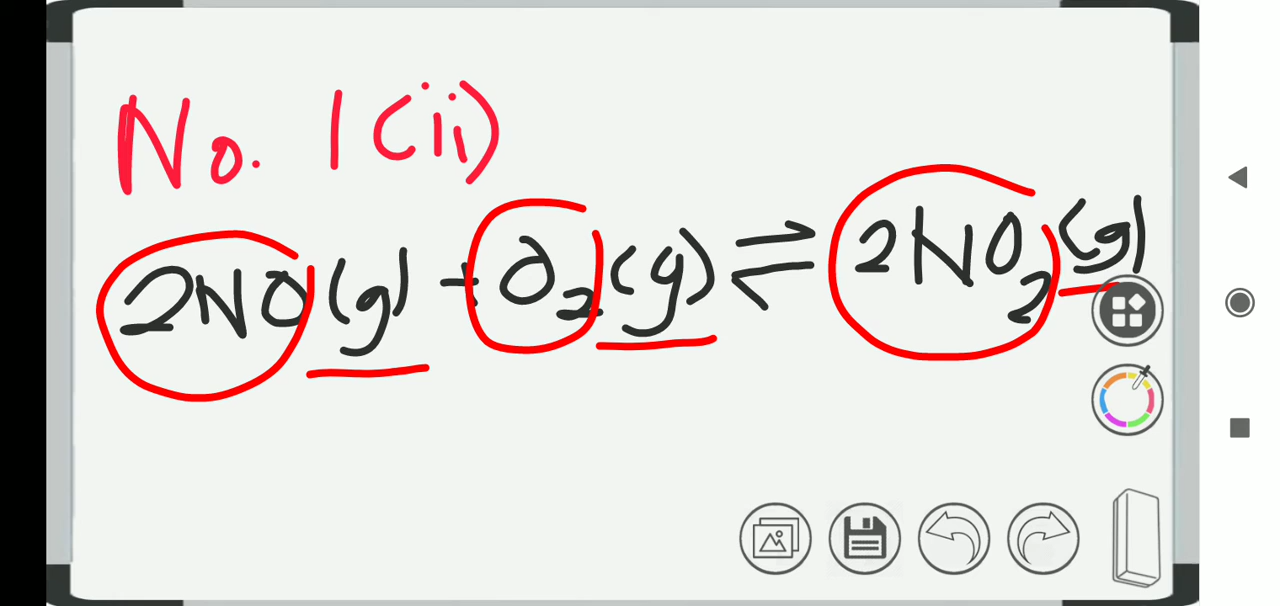 No. 1(ii)
2NO(g) + O₂(g) ⇌ 2NO₂(g)